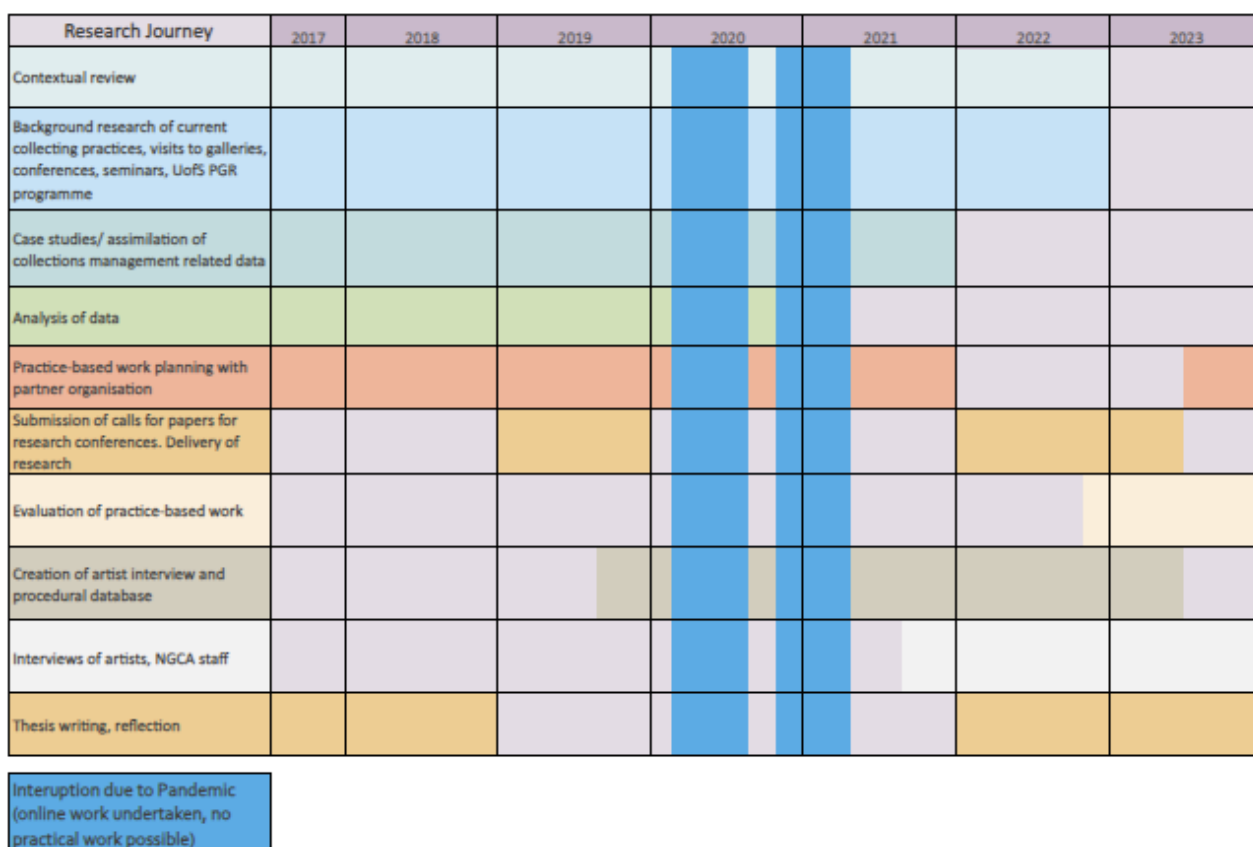 Research Journey 2017 2018 2019 2020 2021 2022 2023
Contextual review
Background research of current
collecting practices, visits to galleries,
conferences, seminars, UofS PGR
programme
Case studies/ assimilation of
collections management related data
Analysis of data
Practice-based work planning with
partner organisation
Submission of calls for papers for
research conferences. Delivery of
research
Evaluation of practice-based work
Creation of artist interview and
procedural database
Interviews of artists, NGCA staff
Thesis writing, reflection
Interuption due to Pandemic
(online work undertaken, no
practical work possible)